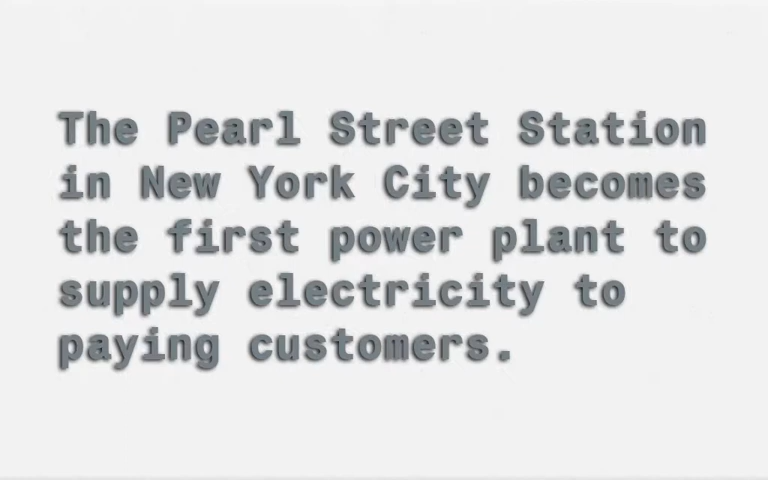 The Pearl Street Station
in New York City becomes
the first power plant to
supply electricity to
paying customers.